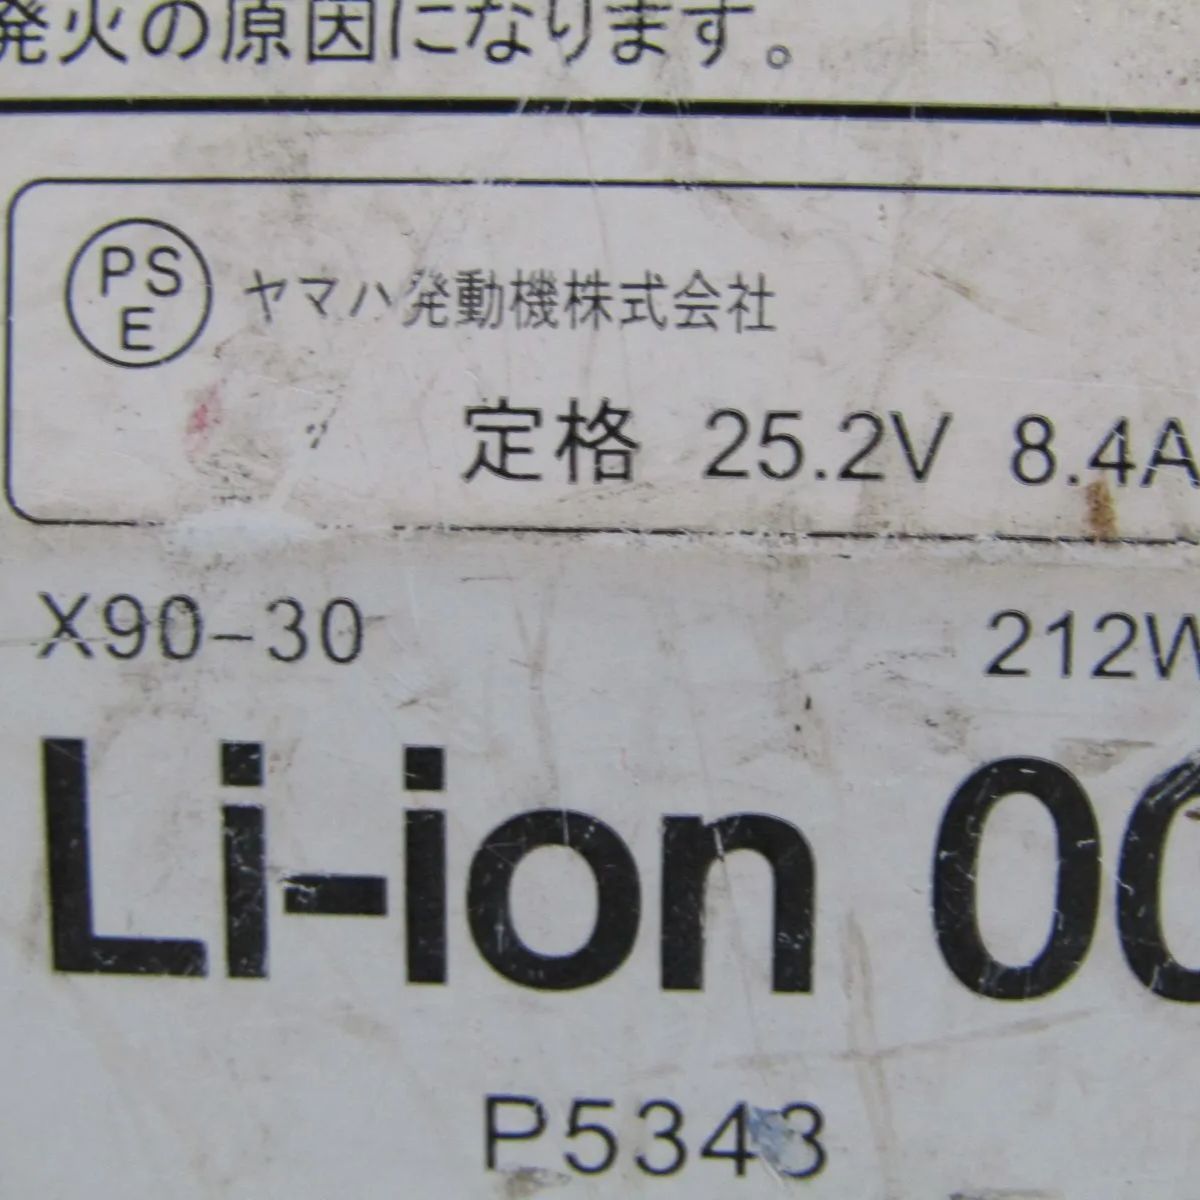 発火の原因になります。
PS
E
ヤマハ発動機株式会社
定格 25.2V 8.4A
X90-30 212W
Li-ion 00
P5343